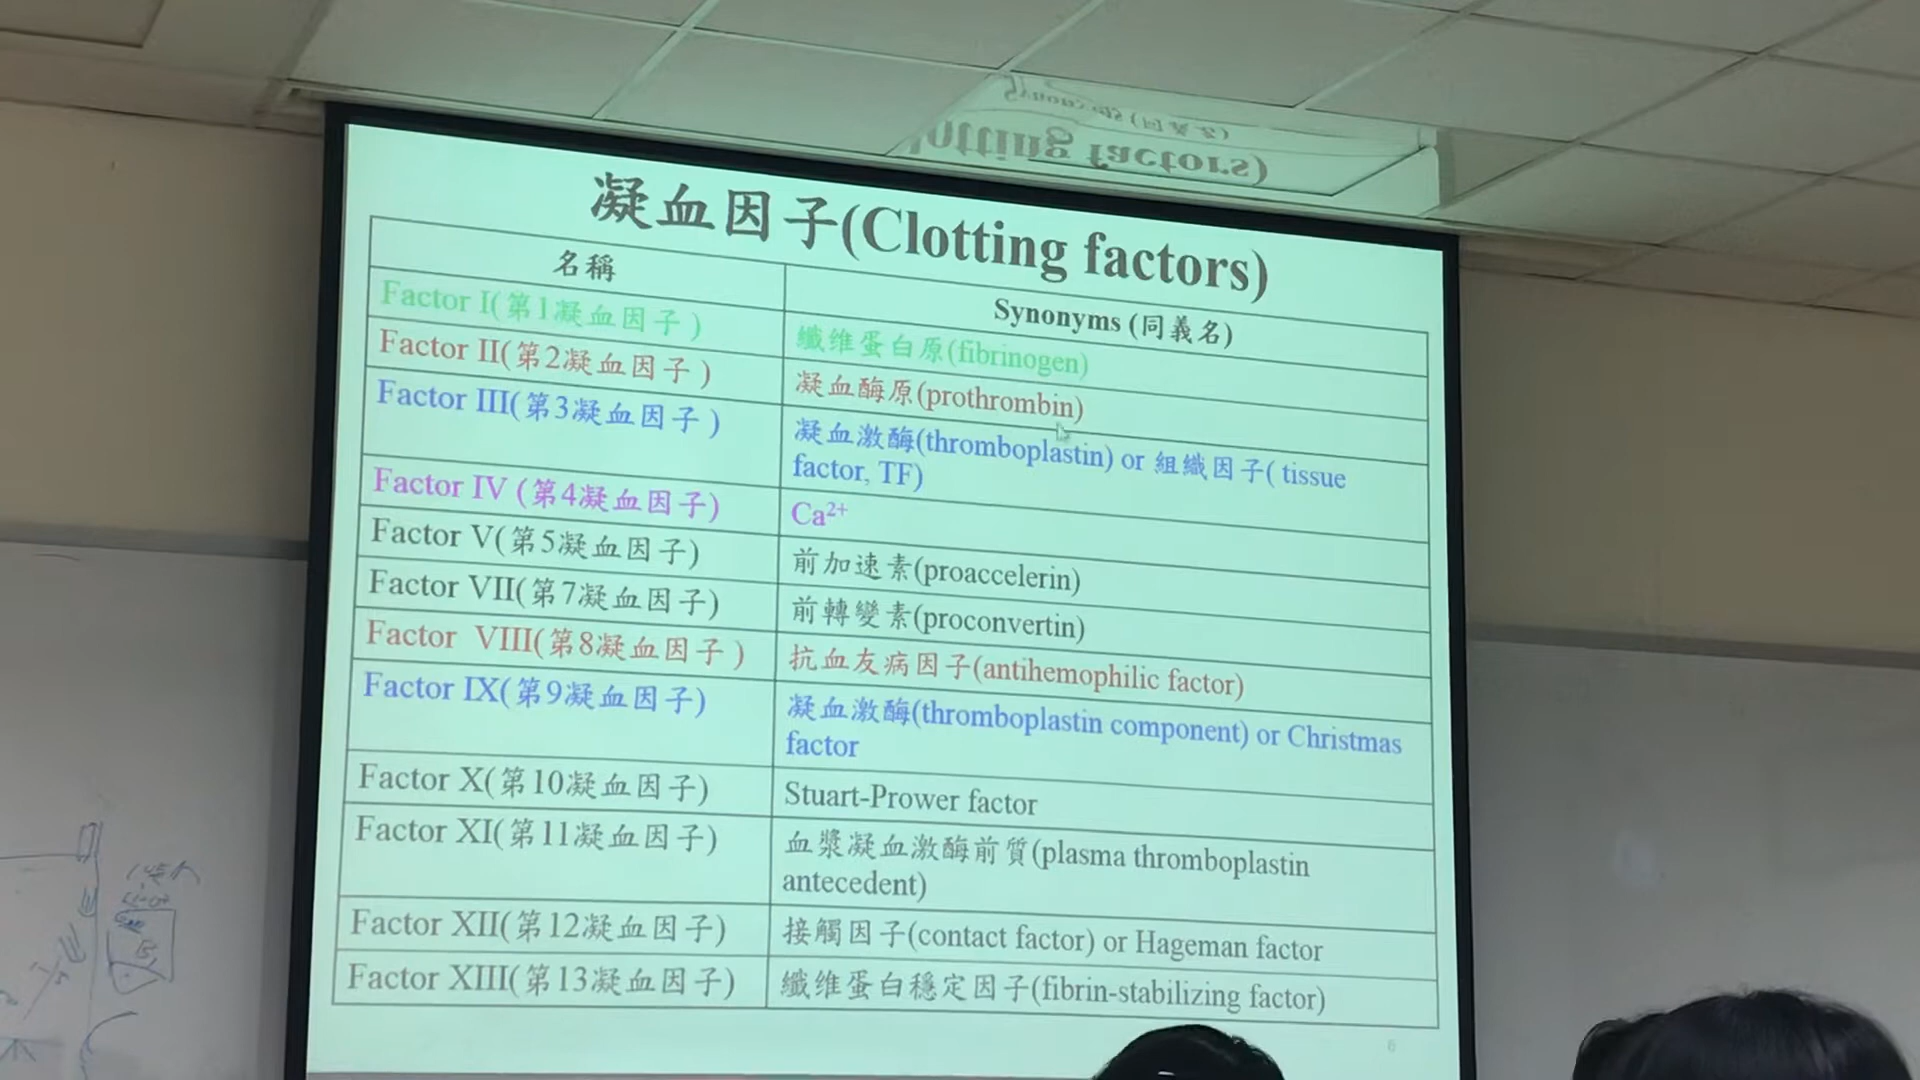 凝血因子(Clotting factors)
名稱
Synonyms (同義名)
Factor I(第1凝血因子)
纖维蛋白原(fibrinogen)
Factor II(第2凝血因子)
凝血酶原(prothrombin)
Factor III(第3凝血因子)
凝血激酶(thromboplastin) or 組織因子( tissue
factor, TF)
Factor IV (第4凝血因子)
Ca²⁺
Factor V(第5凝血因子)
前加速素(proaccelerin)
Factor VII(第7凝血因子)
前轉變素(proconvertin)
Factor VIII(第8凝血因子)
抗血友病因子(antihemophilic factor)
Factor IX(第9凝血因子)
凝血激酶(thromboplastin component) or Christmas
factor
Factor X(第10凝血因子)
Stuart-Prower factor
Factor XI(第11凝血因子)
血漿凝血激酶前質(plasma thromboplastin
antecedent)
Factor XII(第12凝血因子)
接觸因子(contact factor) or Hageman factor
Factor XIII(第13凝血因子)
纖维蛋白穩定因子(fibrin-stabilizing factor)
6